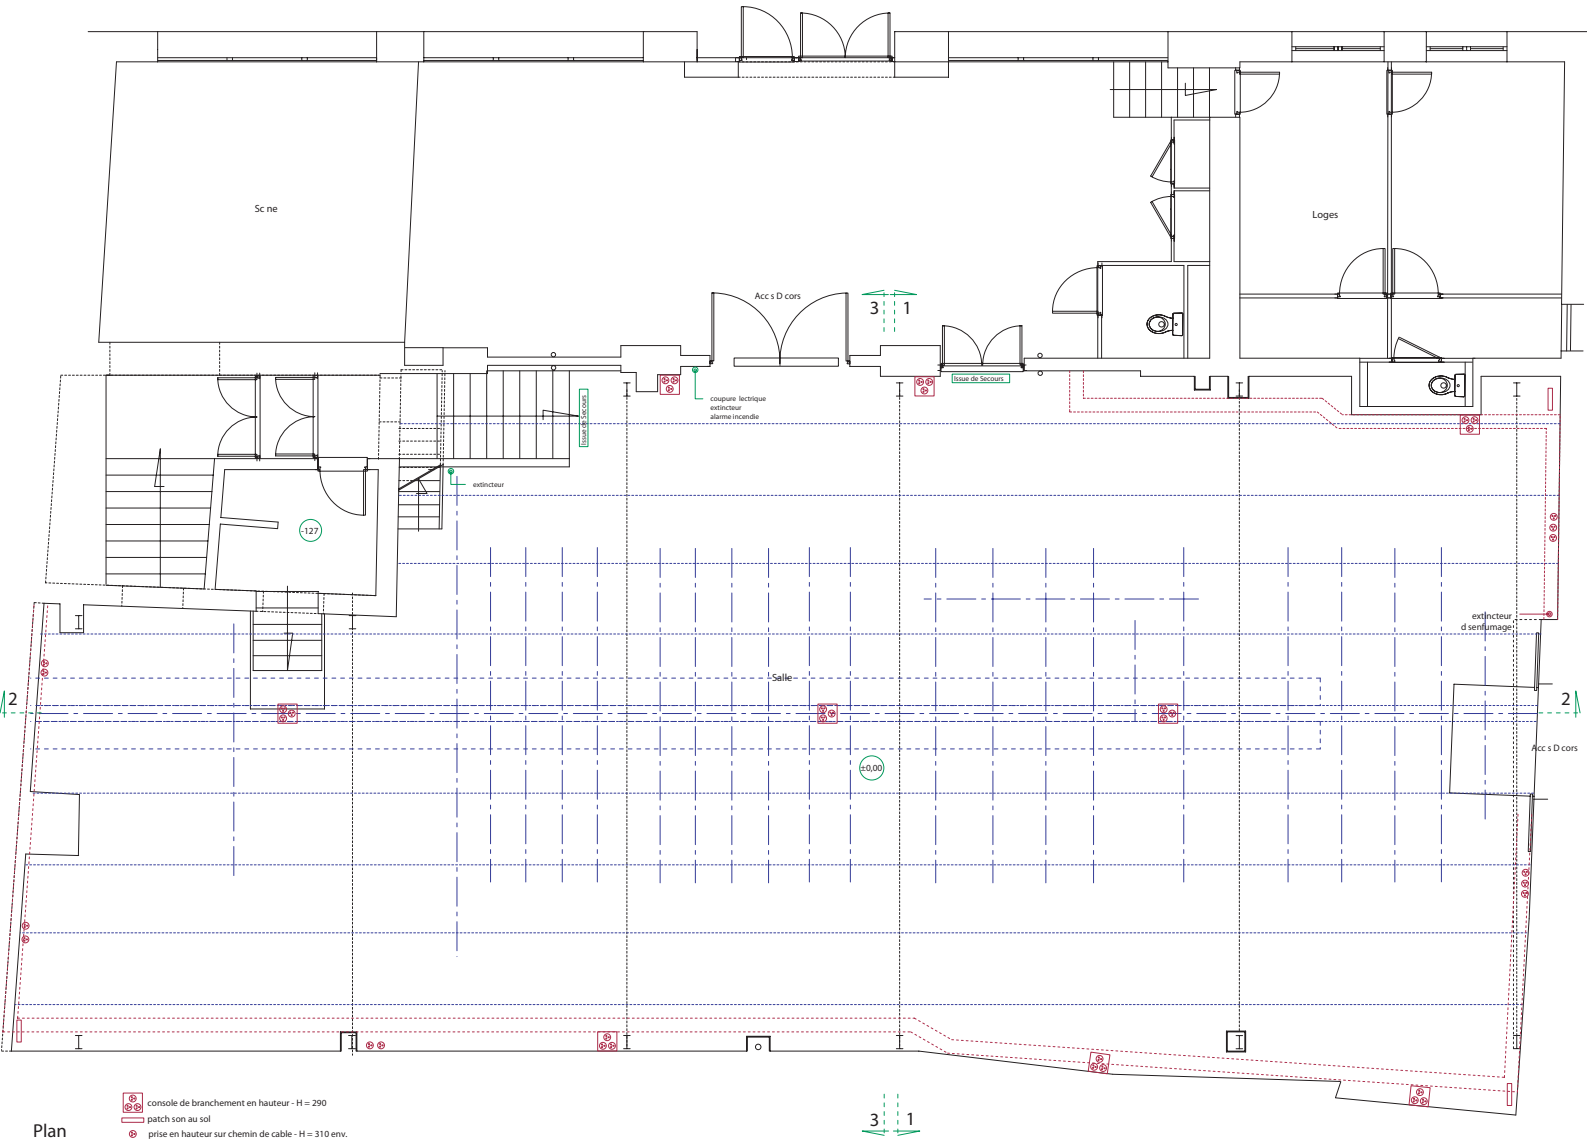 Sc ne
Loges
Acc s D cors
3 1
Issue de Secours
Issue de Secours
coupure lectrique
extincteur
alarme incendie
extincteur
-127
extincteur
d senfumage
Salle
2
2
Acc s D cors
±0,00
console de branchement en hauteur - H = 290
patch son au sol
prise en hauteur sur chemin de cable - H = 310 env.
Plan
3 1